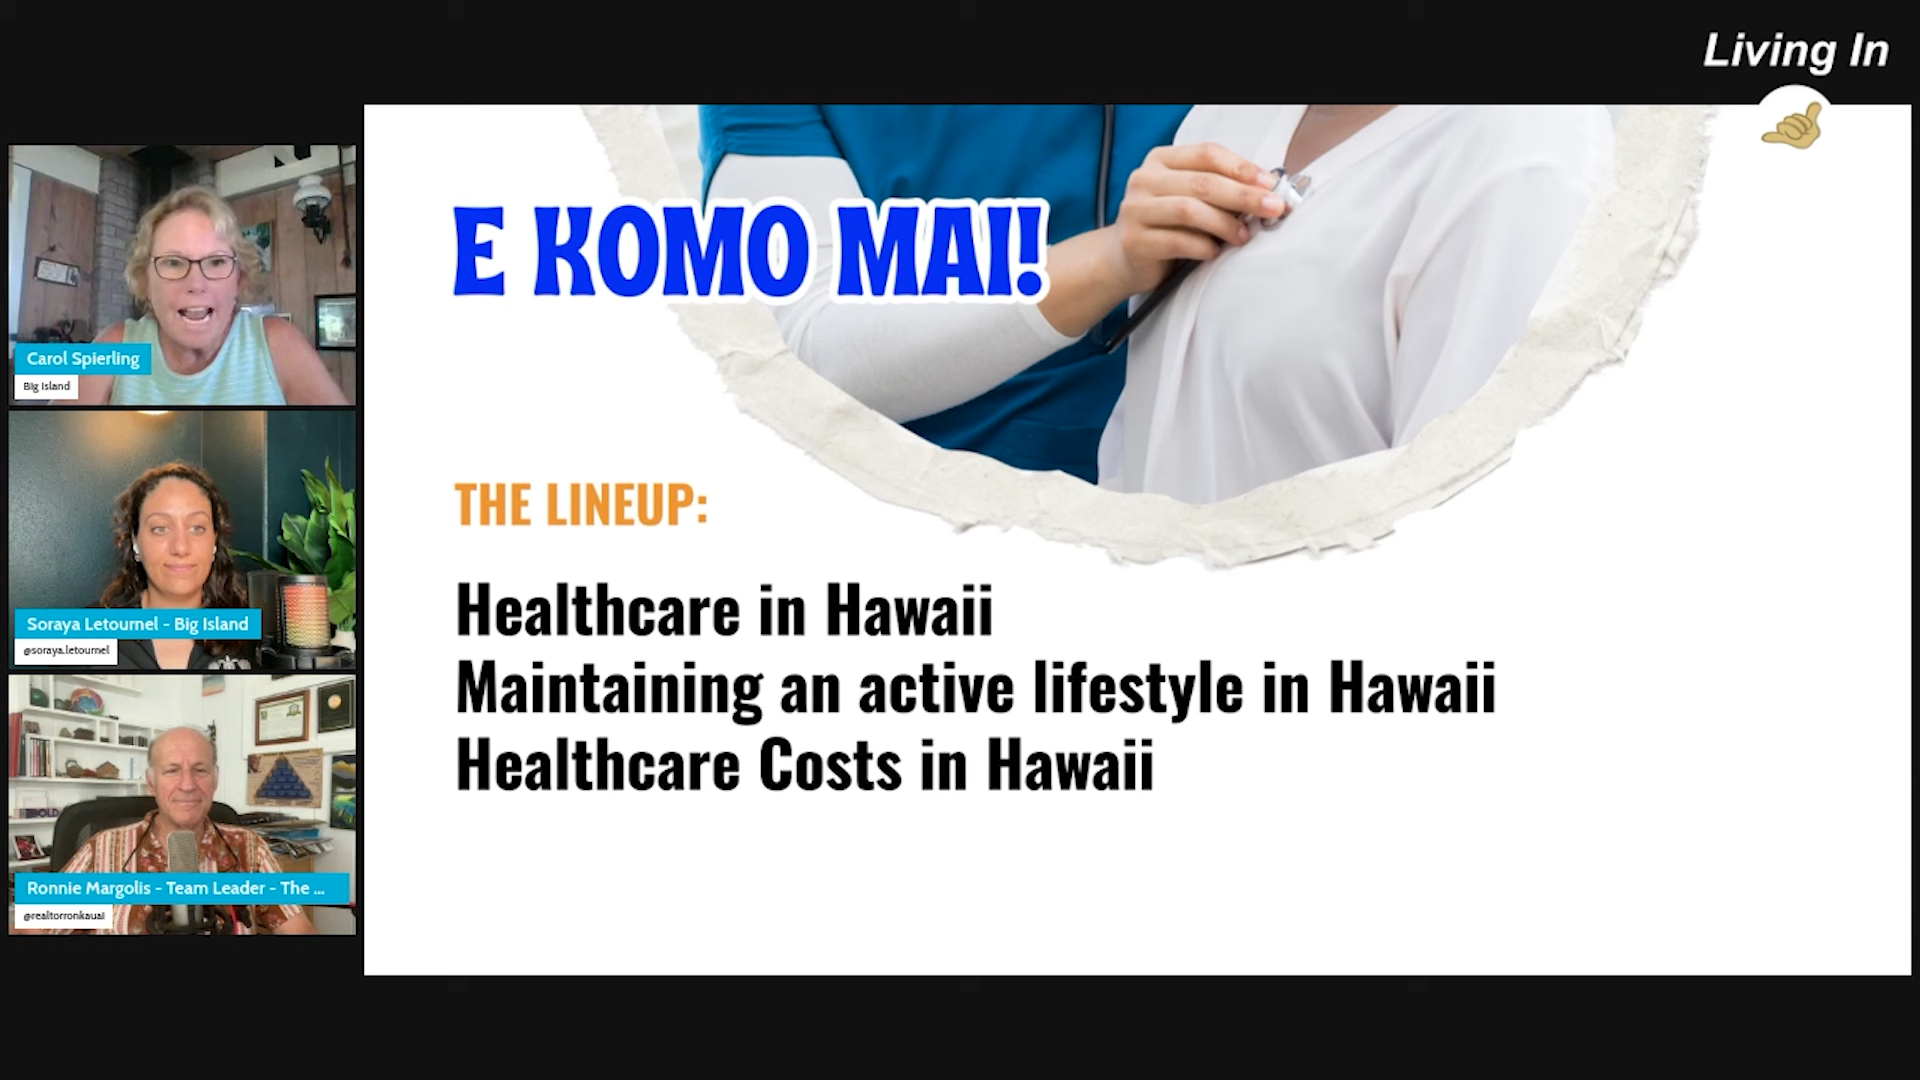 Living In
Carol Spierling
Big Island
Soraya Letournel - Big Island
@soraya.letournel
Ronnie Margolis - Team Leader - The ...
@realtorronkauai
E KOMO MAI!
THE LINEUP:
Healthcare in Hawaii
Maintaining an active lifestyle in Hawaii
Healthcare Costs in Hawaii